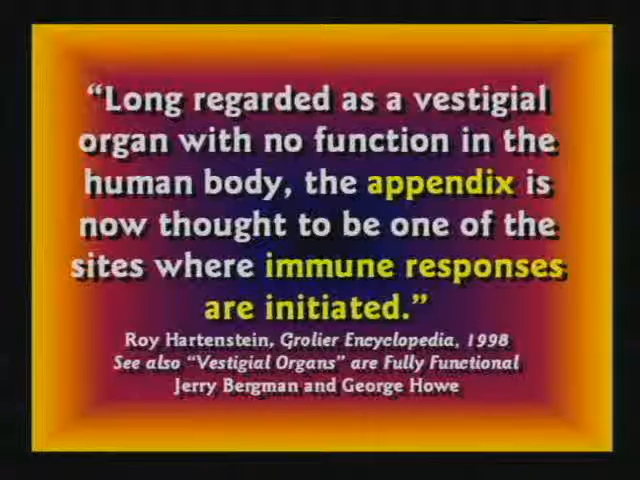 “Long regarded as a vestigial
organ with no function in the
human body, the appendix is
now thought to be one of the
sites where immune responses
are initiated.”
Roy Hartenstein, Grolier Encyclopedia, 1998
See also “Vestigial Organs” are Fully Functional
Jerry Bergman and George Howe